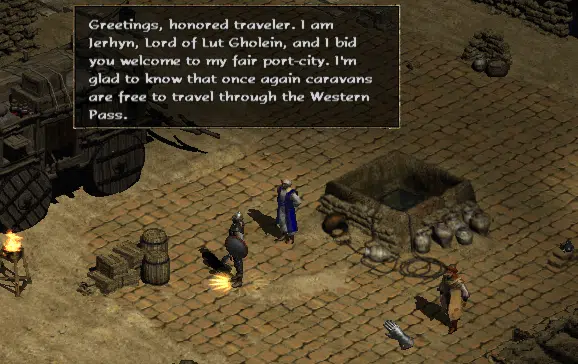 Greetings, honored traveler. I am
Jerhyn, Lord of Lut Gholein, and I bid
you welcome to my fair port-city. I'm
glad to know that once again caravans
are free to travel through the Western
Pass.